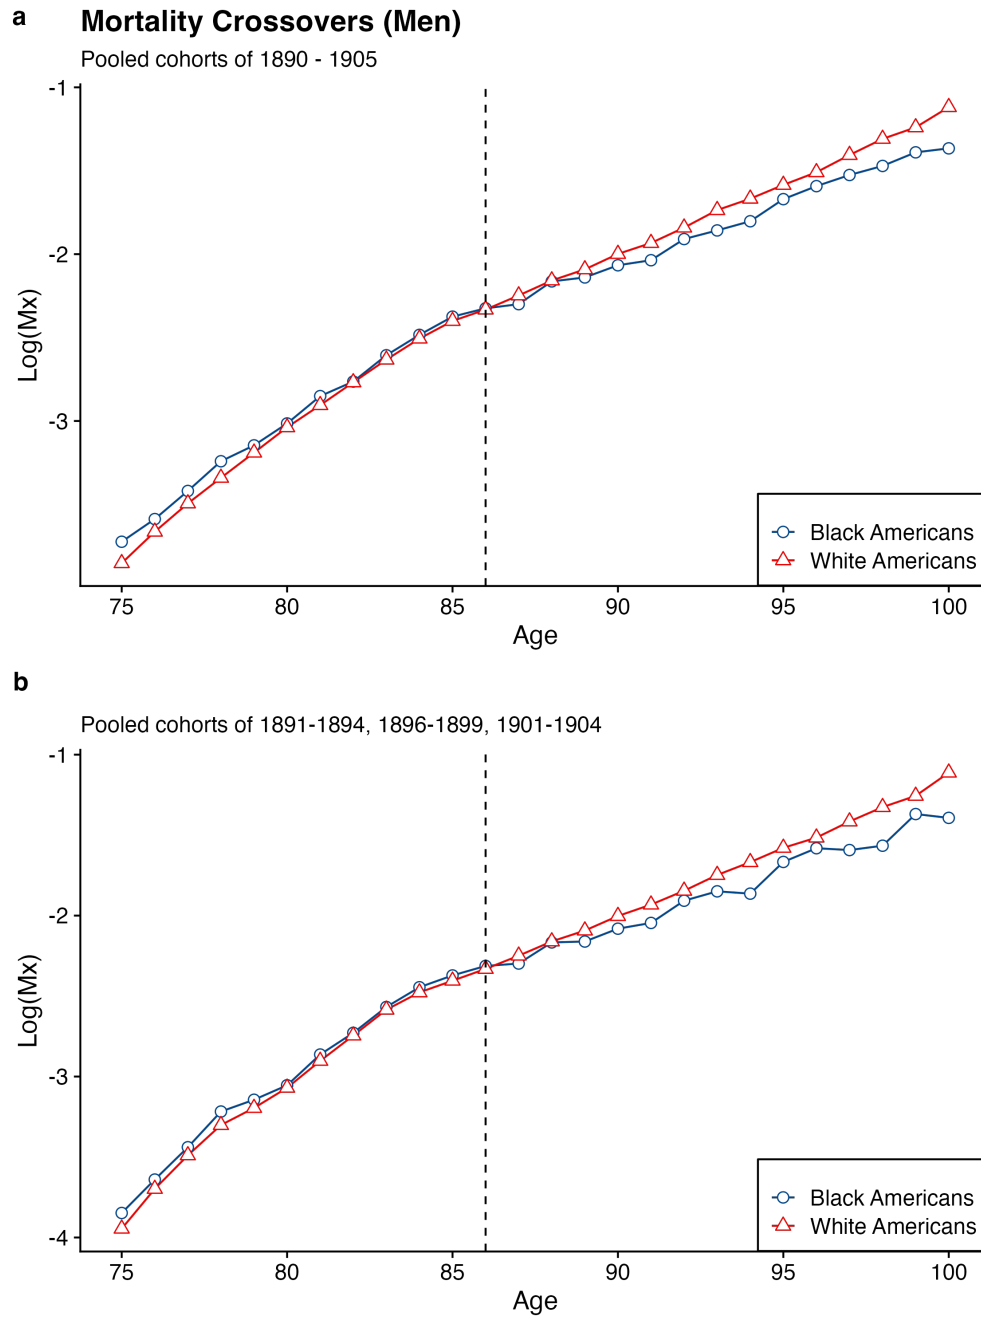 a
Mortality Crossovers (Men)
Pooled cohorts of 1890 - 1905
-1
-2
-3
Log(Mx)
Black Americans
White Americans
75 80 85 90 95 100
Age
b
Pooled cohorts of 1891-1894, 1896-1899, 1901-1904
-1
-2
-3
-4
Log(Mx)
Black Americans
White Americans
75 80 85 90 95 100
Age